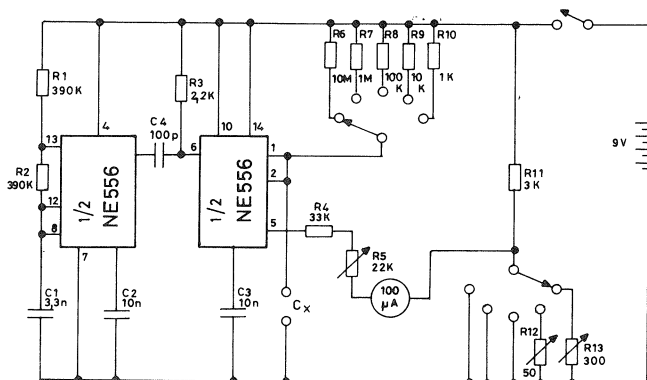 R1
390K
R2
390K
13
12
8
4
7
1/2
NE556
C1
3,3n
C2
10n
C4
100p
R3
2,2K
6
10
14
1
2
5
1/2
NE556
C3
10n
Cx
R4
33K
R5
22K
100
µA
R6
10M
R7
1M
R8
100
K
R9
10
K
R10
1K
R11
3K
R12
50
R13
300
9V